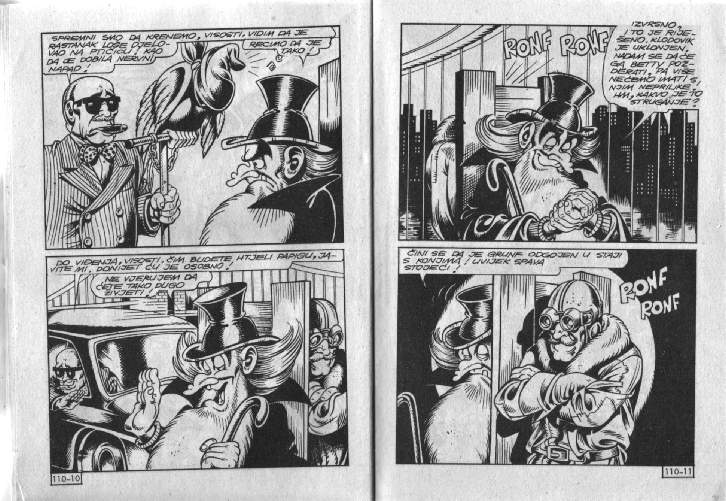 SPREMNI SMO DA KRENEMO, VISOSTI, VIDIM DA JE
RASTANAK LOŠE DJELO-
VAO NA PTIČICU! KAO
DA JE DOBILA NERVNI
NAPAD!
RECIMO DA JE
TAKO!
DO VIĐENJA, VISOSTI, ČIM BUDETE HTJELI PAPIGU, JA-
VITE MI. DONIJET ĆU JE OSOBNO!
NE VJERUJEM DA
ĆETE TAKO DUGO
ŽIVJETI!
110-10
RONF RONF
IZVRSNO,
I TO JE RIJE-
ŠENO, KLODOVIK
JE UKLONJEN,
NADAM SE DA ĆE
GA BETTY POŽ-
DERATI, PA VIŠE
NEĆEMO IMATI S
NJIM NEPRILIKE.
HM, KAKVO JE TO
STRUGANJE?
ČINI SE DA JE GRUNF ODGOJEN U STAJI
S KONJIMA! UVIJEK SPAVA
STOJEĆI!
RONF
RONF
110-11